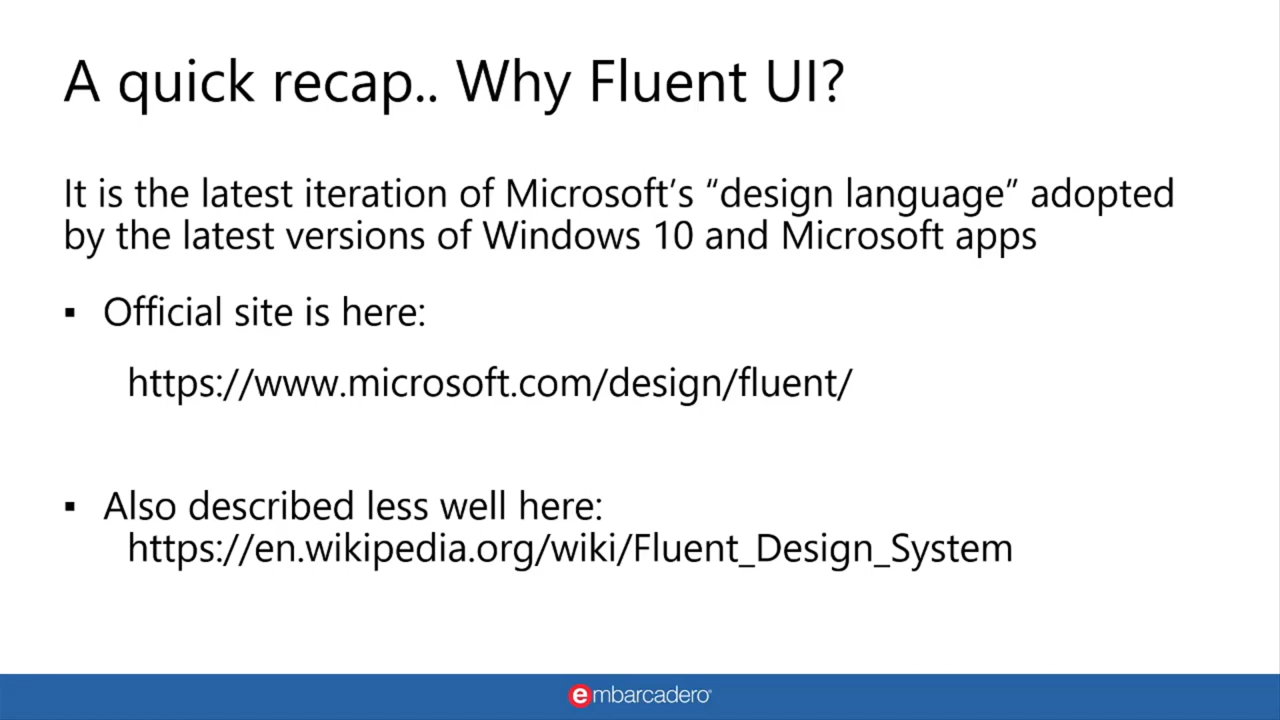 A quick recap.. Why Fluent UI?
It is the latest iteration of Microsoft’s “design language” adopted
by the latest versions of Windows 10 and Microsoft apps
▪ Official site is here:
https://www.microsoft.com/design/fluent/
▪ Also described less well here:
https://en.wikipedia.org/wiki/Fluent_Design_System
embarcadero®